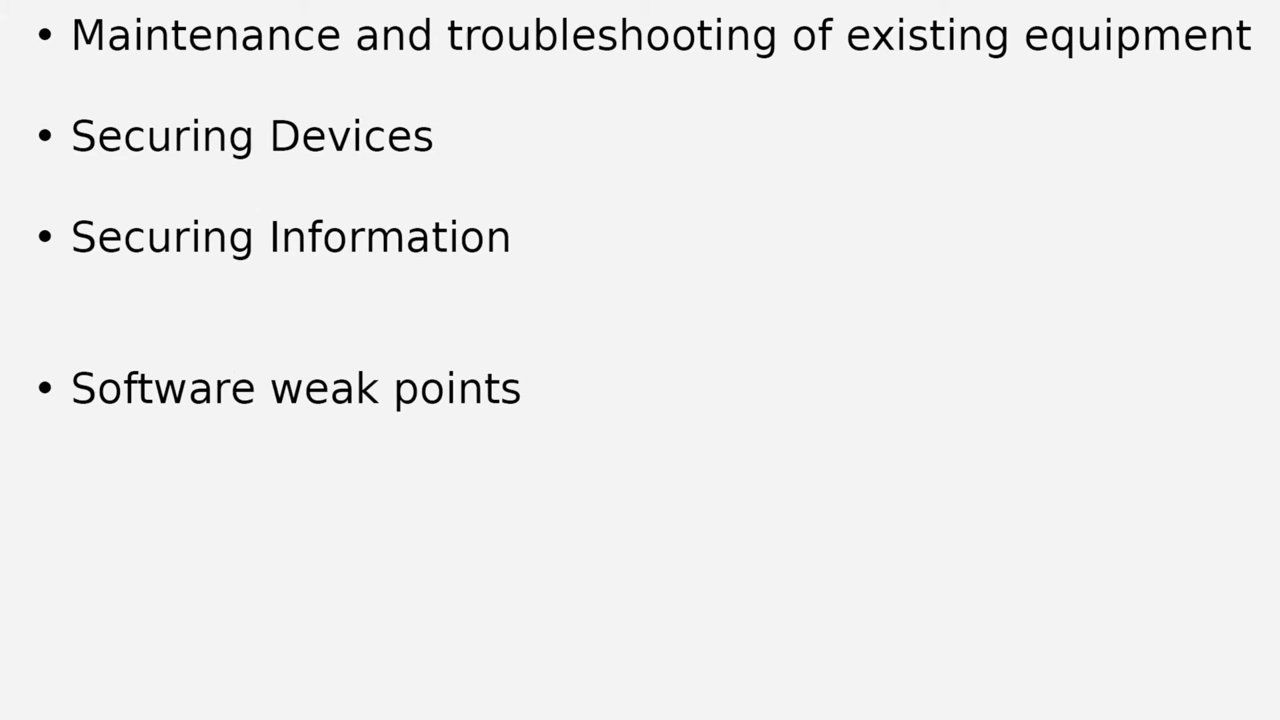 • Maintenance and troubleshooting of existing equipment
• Securing Devices
• Securing Information
• Software weak points